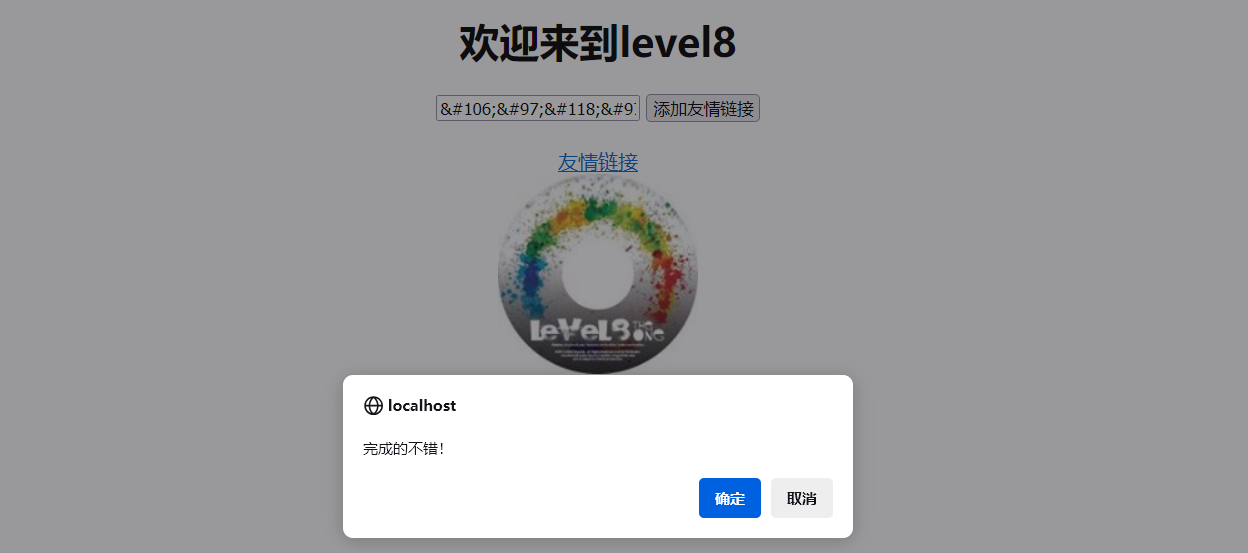 欢迎来到level8
&#106;&#97;&#118;&#9
添加友情链接
友情链接
LeVeL8 THE ONG
localhost
完成的不错！
确定
取消